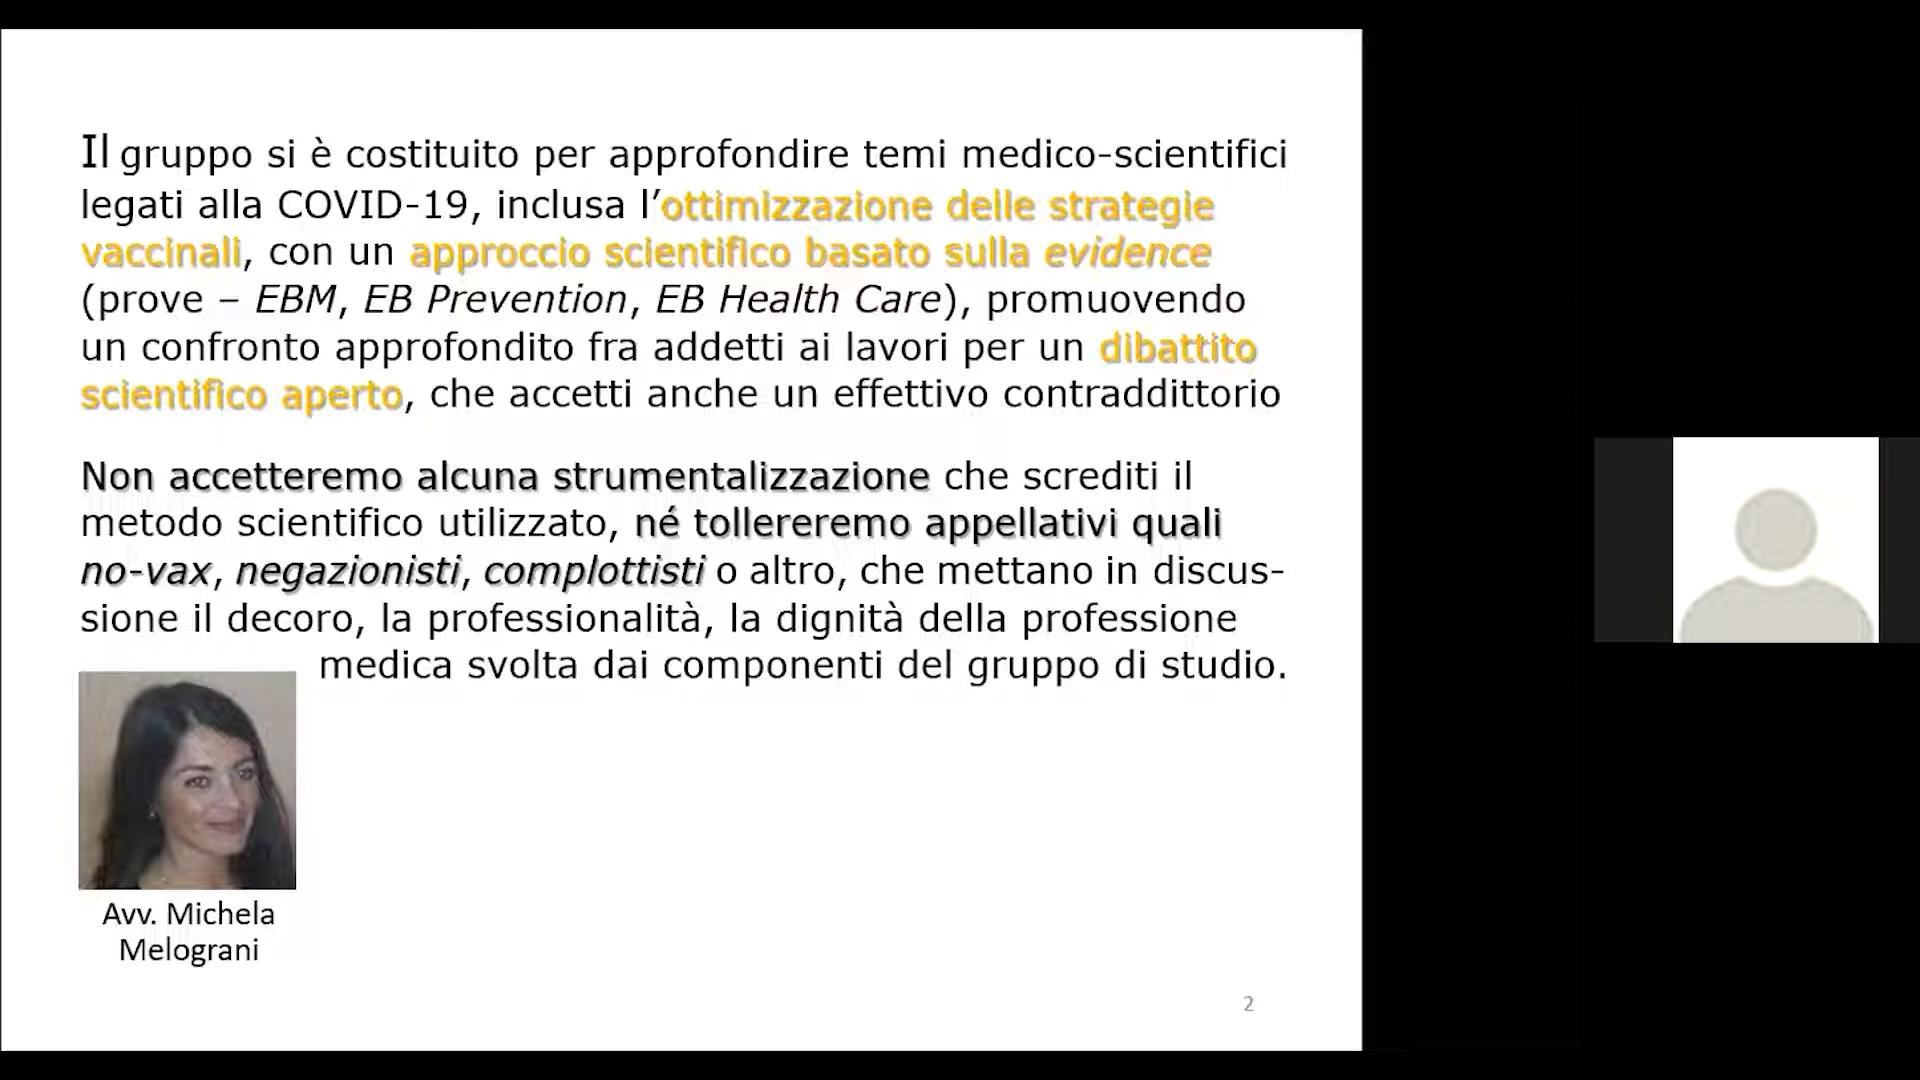 Il gruppo si è costituito per approfondire temi medico-scientifici
legati alla COVID-19, inclusa l’ottimizzazione delle strategie
vaccinali, con un approccio scientifico basato sulla evidence
(prove – EBM, EB Prevention, EB Health Care), promuovendo
un confronto approfondito fra addetti ai lavori per un dibattito
scientifico aperto, che accetti anche un effettivo contraddittorio
Non accetteremo alcuna strumentalizzazione che screditi il
metodo scientifico utilizzato, né tollereremo appellativi quali
no-vax, negazionisti, complottisti o altro, che mettano in discus-
sione il decoro, la professionalità, la dignità della professione
medica svolta dai componenti del gruppo di studio.
Avv. Michela
Melograni
2